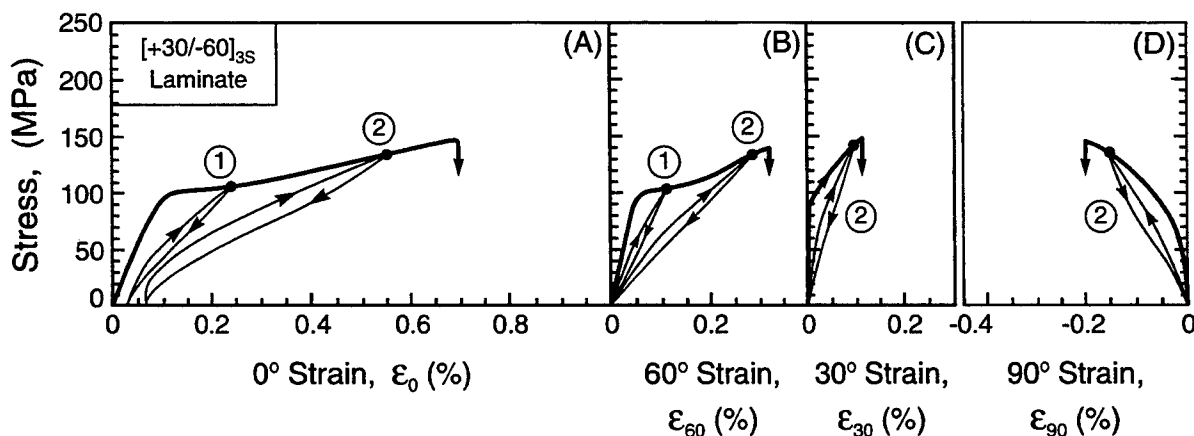 250
200
150
100
50
0
Stress, (MPa)
[+30/-60]3S
Laminate
(A)
1
2
0 0.2 0.4 0.6 0.8
0° Strain, ε0 (%)
(B)
1
2
0 0.2
60° Strain,
ε60 (%)
(C)
2
0
30° Strain,
ε30 (%)
(D)
2
-0.4 -0.2 0
90° Strain,
ε90 (%)